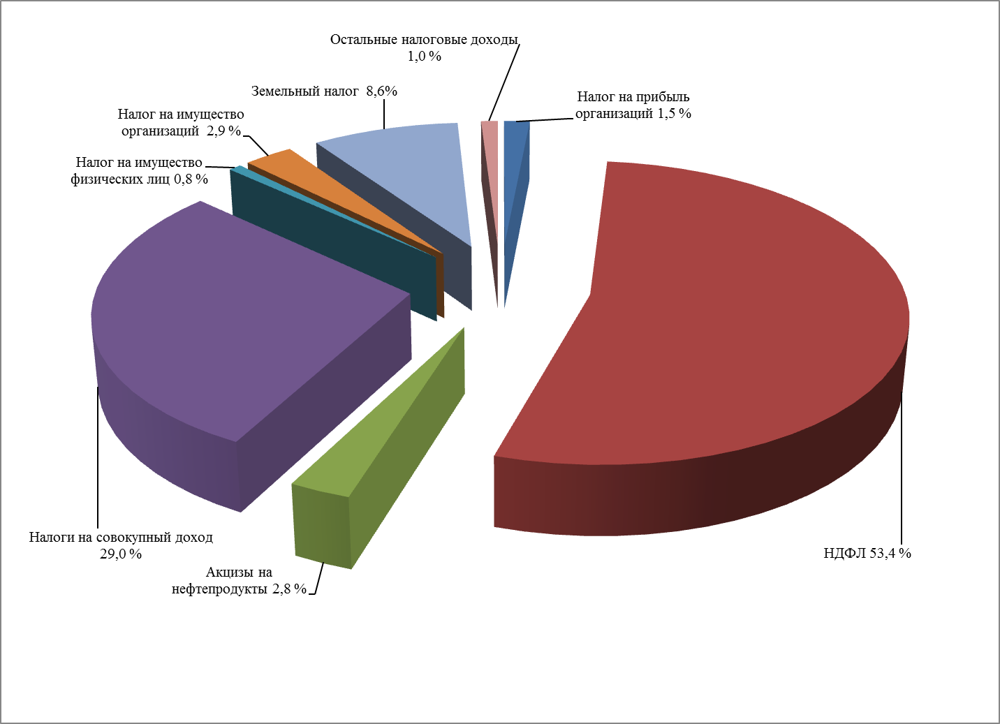 Остальные налоговые доходы
1,0 %
Земельный налог 8,6%
Налог на прибыль
организаций 1,5 %
Налог на имущество
организаций 2,9 %
Налог на имущество
физических лиц 0,8 %
Налоги на совокупный доход
29,0 %
НДФЛ 53,4 %
Акцизы на
нефтепродукты 2,8 %